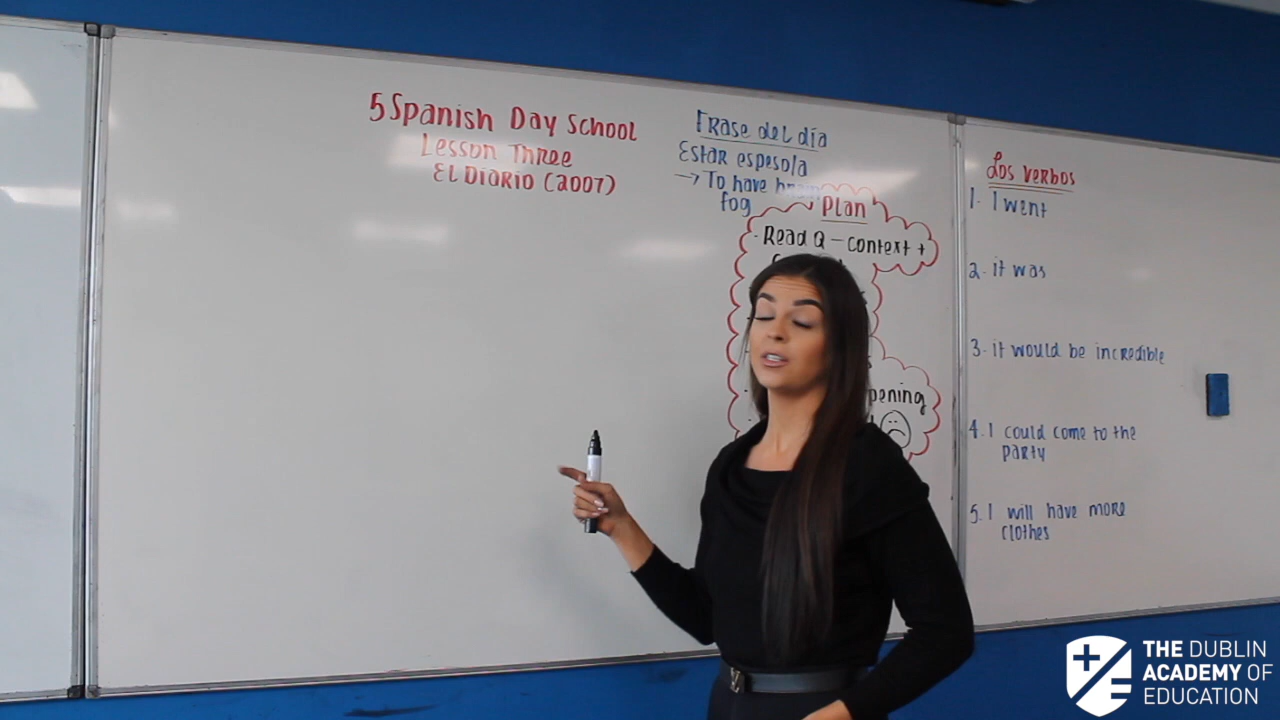 5 Spanish Day School
Lesson Three
El Diario (2007)
Frase del día
Estar espesola
→ To have brain
fog
Plan
- Read Q – Context +
pening
Los verbos
1. I went
2. it was
3. it would be incredible
4. I could come to the
party
5. I will have more
clothes
THE DUBLIN
ACADEMY OF
EDUCATION